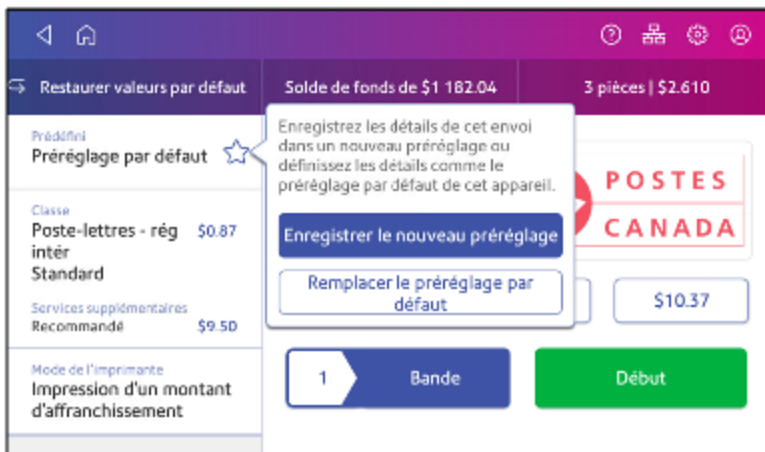 Restaurer valeurs par défaut
Solde de fonds de $1 182.04
3 pièces | $2.610
Prédéfini
Préréglage par défaut
Enregistrez les détails de cet envoi
dans un nouveau préréglage ou
définissez les détails comme le
préréglage par défaut de cet appareil.
Enregistrer le nouveau préréglage
Remplacer le préréglage par
défaut
Classe
Poste-lettres - rég $0.87
intér
Standard
Services supplémentaires
Recommandé $9.50
Mode de l'imprimante
Impression d'un montant
d'affranchissement
POSTES
CANADA
$10.37
1 Bande
Début